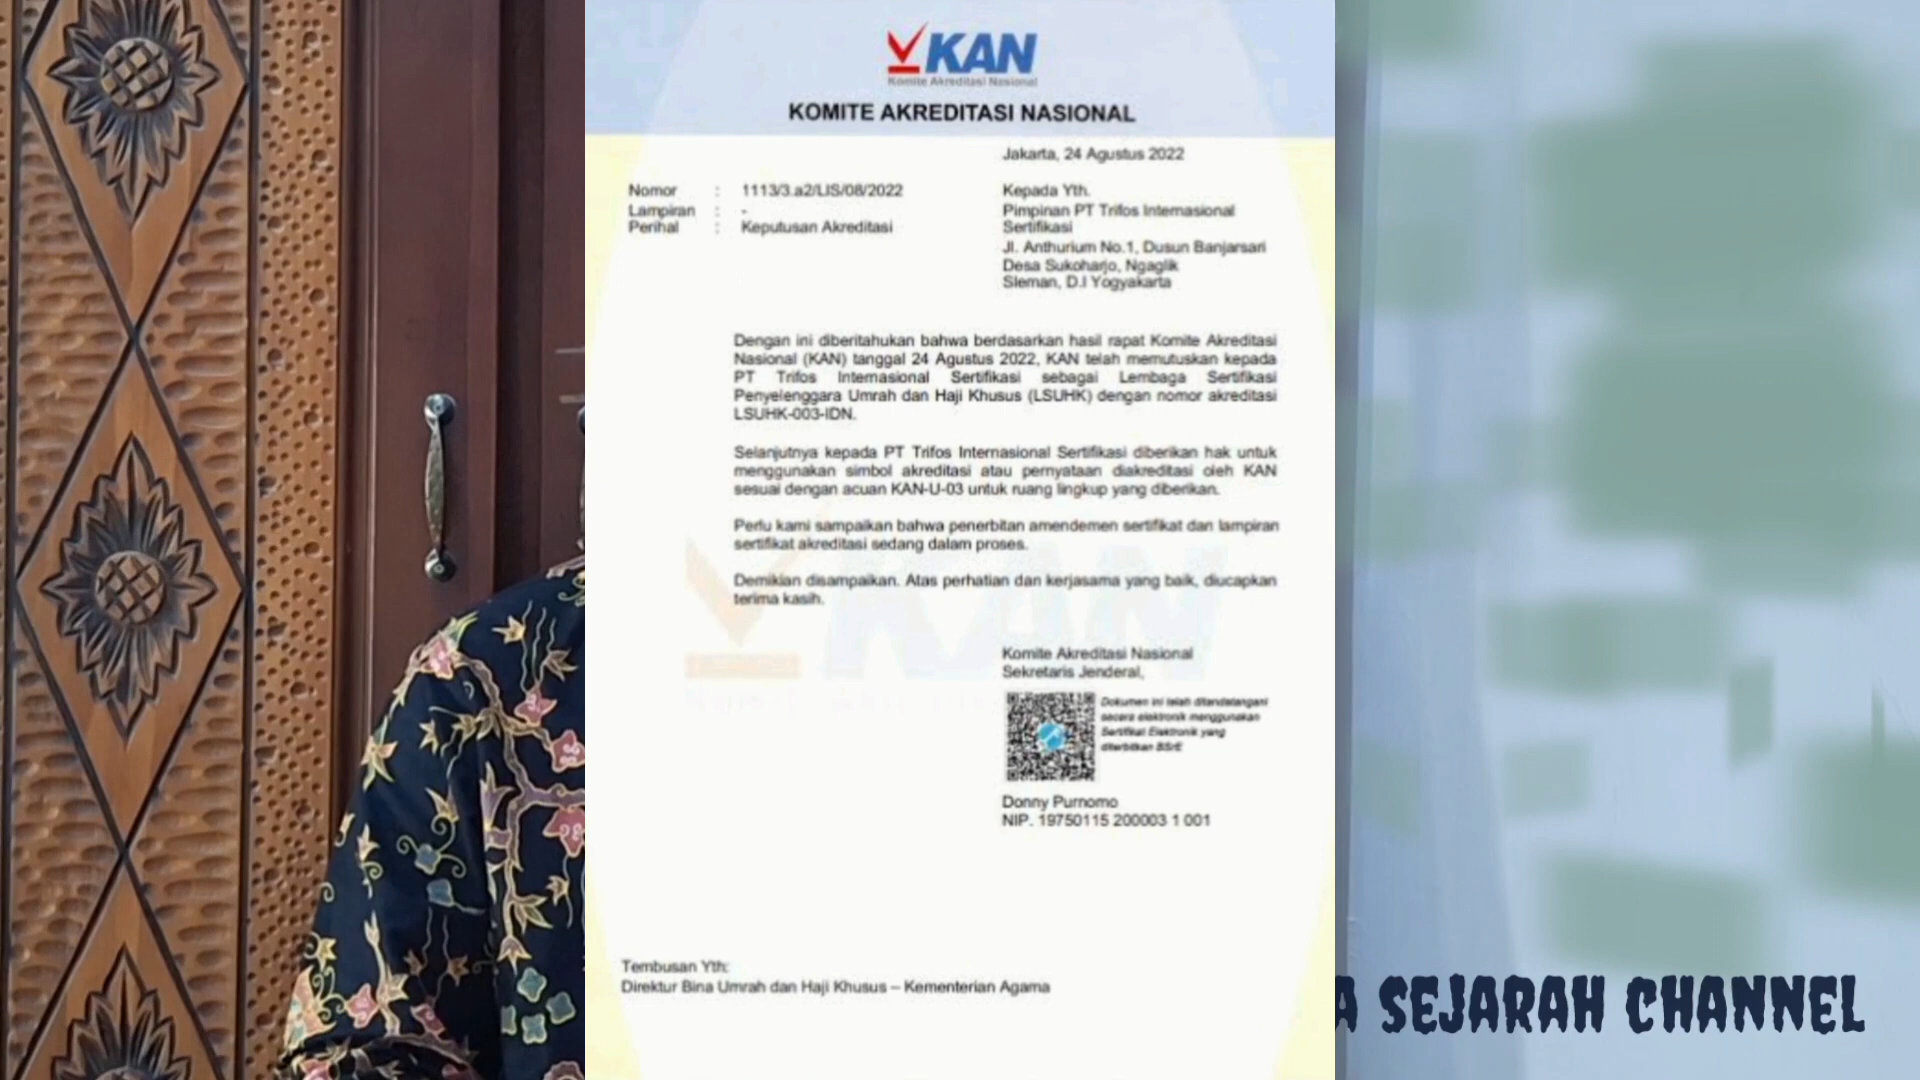 KAN
Komite Akreditasi Nasional
KOMITE AKREDITASI NASIONAL
Jakarta, 24 Agustus 2022
Nomor : 1113/3.a2/LIS/08/2022
Lampiran : -
Perihal : Keputusan Akreditasi
Kepada Yth.
Pimpinan PT Trifos Internasional
Sertifikasi
Jl. Anthurium No.1, Dusun Banjarsari
Desa Sukoharjo, Ngaglik
Sleman, D.I Yogyakarta
Dengan ini diberitahukan bahwa berdasarkan hasil rapat Komite Akreditasi
Nasional (KAN) tanggal 24 Agustus 2022, KAN telah memutuskan kepada
PT Trifos Internasional Sertifikasi sebagai Lembaga Sertifikasi
Penyelenggara Umrah dan Haji Khusus (LSUHK) dengan nomor akreditasi
LSUHK-003-IDN.
Selanjutnya kepada PT Trifos Internasional Sertifikasi diberikan hak untuk
menggunakan simbol akreditasi atau pernyataan diakreditasi oleh KAN
sesuai dengan acuan KAN-U-03 untuk ruang lingkup yang diberikan.
Perlu kami sampaikan bahwa penerbitan amendemen sertifikat dan lampiran
sertifikat akreditasi sedang dalam proses.
Demikian disampaikan. Atas perhatian dan kerjasama yang baik, diucapkan
terima kasih.
KAN
Komite Akreditasi Nasional
Sekretaris Jenderal,
Dokumen ini telah ditandatangani
secara elektronik menggunakan
Sertifikat Elektronik yang
diterbitkan BSrE
Donny Purnomo
NIP. 19750115 200003 1 001
Tembusan Yth:
Direktur Bina Umrah dan Haji Khusus – Kementerian Agama
A SEJARAH CHANNEL